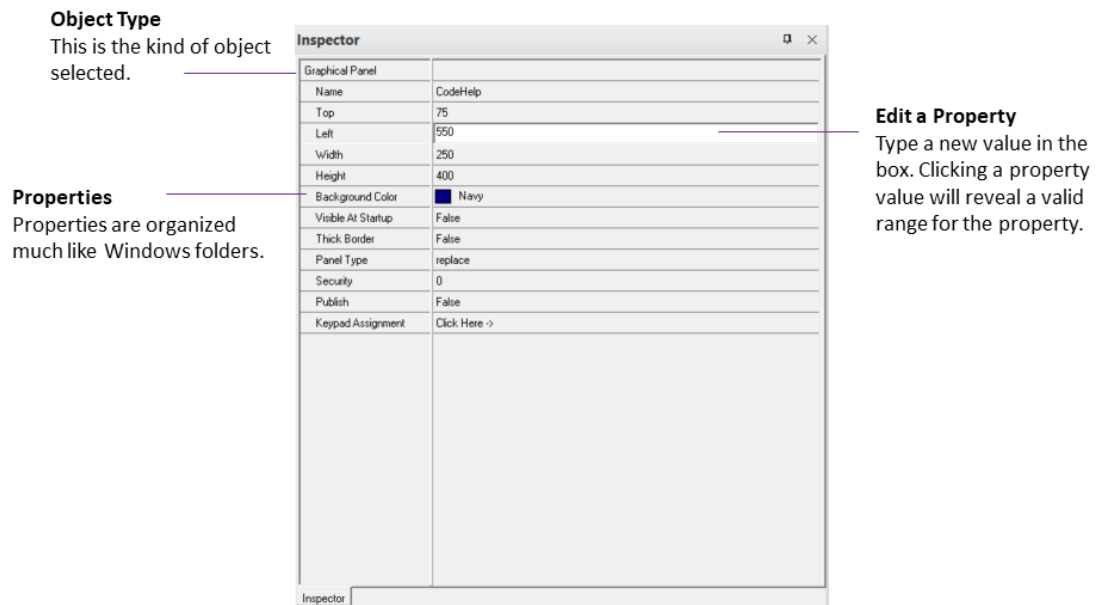 Object Type
This is the kind of object
selected.
Properties
Properties are organized
much like Windows folders.
Inspector
Graphical Panel
Name CodeHelp
Top 75
Left 550
Width 250
Height 400
Background Color Navy
Visible At Startup False
Thick Border False
Panel Type replace
Security 0
Publish False
Keypad Assignment Click Here ->
Inspector
Edit a Property
Type a new value in the
box. Clicking a property
value will reveal a valid
range for the property.